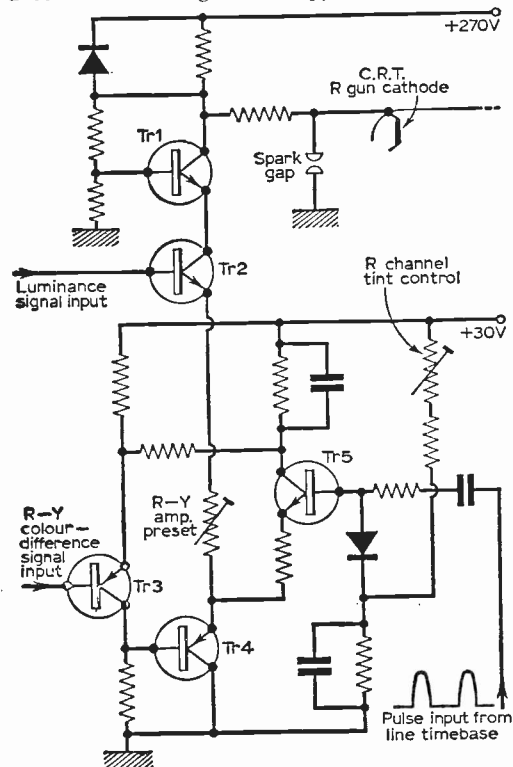 +270V
C.R.T.
R gun cathode
Tr1
Spark
gap
Tr2
Luminance
signal input
R channel
tint control
+30V
Tr5
R-Y
amp.
preset
R-Y
colour-
difference
signal
input
Tr3
Tr4
Pulse input from
line timebase